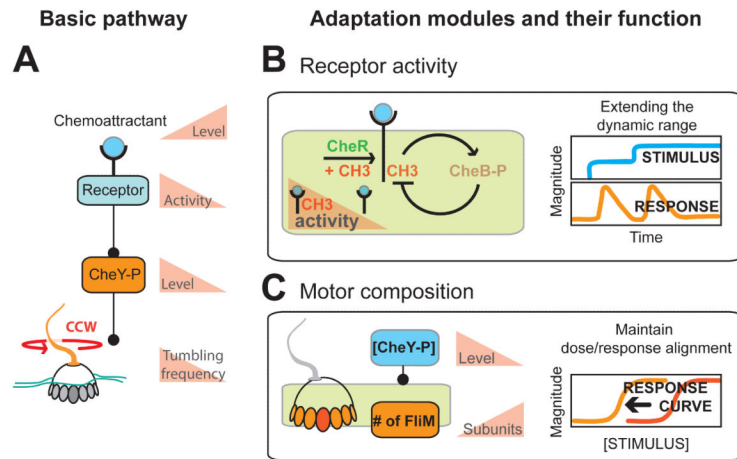 Basic pathway
Adaptation modules and their function
A
Chemoattractant
Level
Receptor
Activity
CheY-P
Level
CCW
Tumbling
frequency
B Receptor activity
CheR
+ CH3 CH3 CheB-P
CH3
activity
Extending the
dynamic range
Magnitude
STIMULUS
RESPONSE
Time
C Motor composition
[CheY-P]
Level
# of FliM
Subunits
Maintain
dose/response alignment
Magnitude
RESPONSE
CURVE
[STIMULUS]